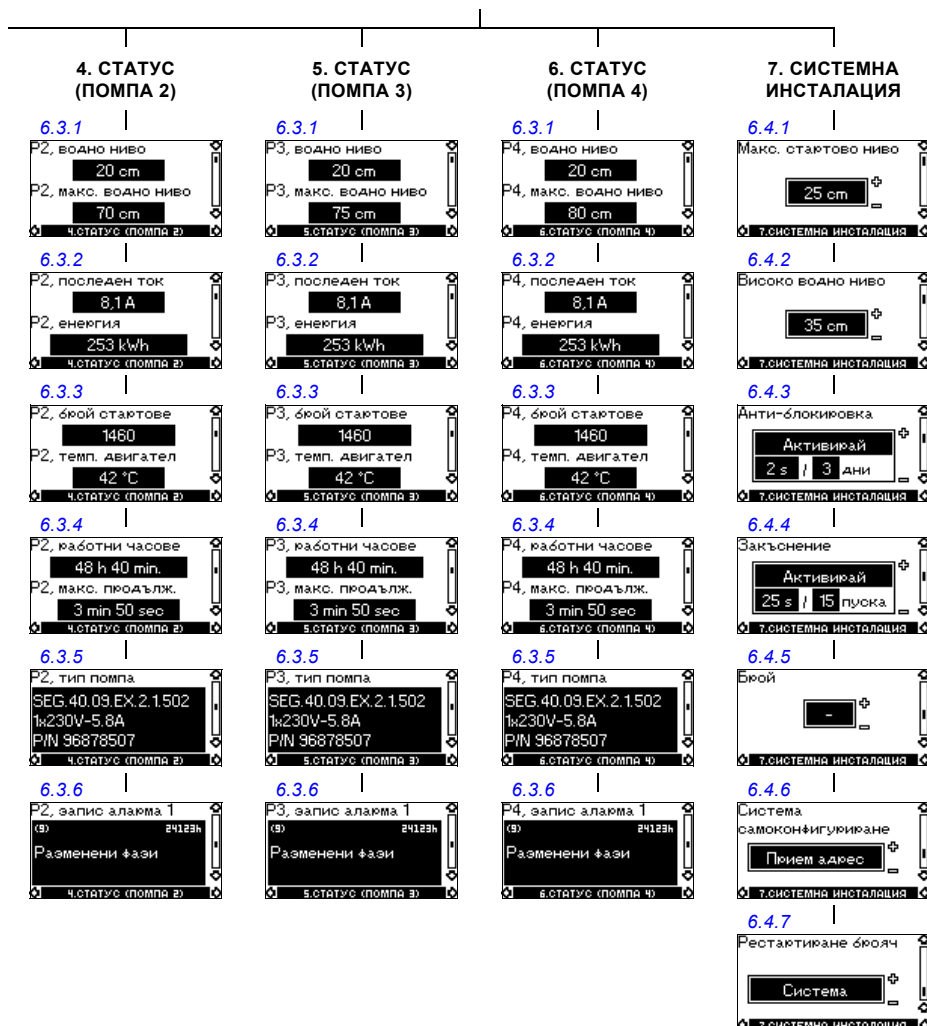 4. СТАТУС
(ПОМПА 2)
6.3.1
P2, водно ниво
20 cm
P2, макс. водно ниво
70 cm
4.СТАТУС (ПОМПА 2)
6.3.2
P2, последен ток
8,1 A
P2, енергия
253 kWh
4.СТАТУС (ПОМПА 2)
6.3.3
P2, брой стартове
1460
P2, темп. двигател
42 °C
4.СТАТУС (ПОМПА 2)
6.3.4
P2, работни часове
48 h 40 min.
P2, макс. продълж.
3 min 50 sec
4.СТАТУС (ПОМПА 2)
6.3.5
P2, тип помпа
SEG.40.09.EX.2.1.502
1x230V-5.8A
P/N 96878507
4.СТАТУС (ПОМПА 2)
6.3.6
P2, запис аларма 1
(9) 24123h
Разменени фази
4.СТАТУС (ПОМПА 2)
5. СТАТУС
(ПОМПА 3)
6.3.1
P3, водно ниво
20 cm
P3, макс. водно ниво
75 cm
5.СТАТУС (ПОМПА 3)
6.3.2
P3, последен ток
8,1 A
P3, енергия
253 kWh
5.СТАТУС (ПОМПА 3)
6.3.3
P3, брой стартове
1460
P3, темп. двигател
42 °C
5.СТАТУС (ПОМПА 3)
6.3.4
P3, работни часове
48 h 40 min.
P3, макс. продълж.
3 min 50 sec
5.СТАТУС (ПОМПА 3)
6.3.5
P3, тип помпа
SEG.40.09.EX.2.1.502
1x230V-5.8A
P/N 96878507
5.СТАТУС (ПОМПА 3)
6.3.6
P3, запис аларма 1
(9) 24123h
Разменени фази
5.СТАТУС (ПОМПА 3)
6. СТАТУС
(ПОМПА 4)
6.3.1
P4, водно ниво
20 cm
P4, макс. водно ниво
80 cm
6.СТАТУС (ПОМПА 4)
6.3.2
P4, последен ток
8,1 A
P4, енергия
253 kWh
6.СТАТУС (ПОМПА 4)
6.3.3
P4, брой стартове
1460
P4, темп. двигател
42 °C
6.СТАТУС (ПОМПА 4)
6.3.4
P4, работни часове
48 h 40 min.
P4, макс. продълж.
3 min 50 sec
6.СТАТУС (ПОМПА 4)
6.3.5
P4, тип помпа
SEG.40.09.EX.2.1.502
1x230V-5.8A
P/N 96878507
6.СТАТУС (ПОМПА 4)
6.3.6
P4, запис аларма 1
(9) 24123h
Разменени фази
6.СТАТУС (ПОМПА 4)
7. СИСТЕМНА
ИНСТАЛАЦИЯ
6.4.1
Макс. стартово ниво
25 cm
7.СИСТЕМНА ИНСТАЛАЦИЯ
6.4.2
Високо водно ниво
35 cm
7.СИСТЕМНА ИНСТАЛАЦИЯ
6.4.3
Анти-блокировка
Активирай
2 s / 3 дни
7.СИСТЕМНА ИНСТАЛАЦИЯ
6.4.4
Закъснение
Активирай
25 s / 15 пуска
7.СИСТЕМНА ИНСТАЛАЦИЯ
6.4.5
Брой
-
7.СИСТЕМНА ИНСТАЛАЦИЯ
6.4.6
Система
самоконфигуриране
Прием адрес
7.СИСТЕМНА ИНСТАЛАЦИЯ
6.4.7
Рестартиране брояч
Система
7.СИСТЕМНА ИНСТАЛАЦИЯ